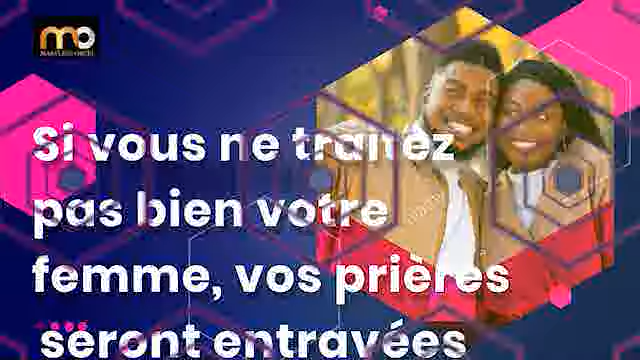 Si vous ne traitez
pas bien votre
femme, vos prières
seront entravées